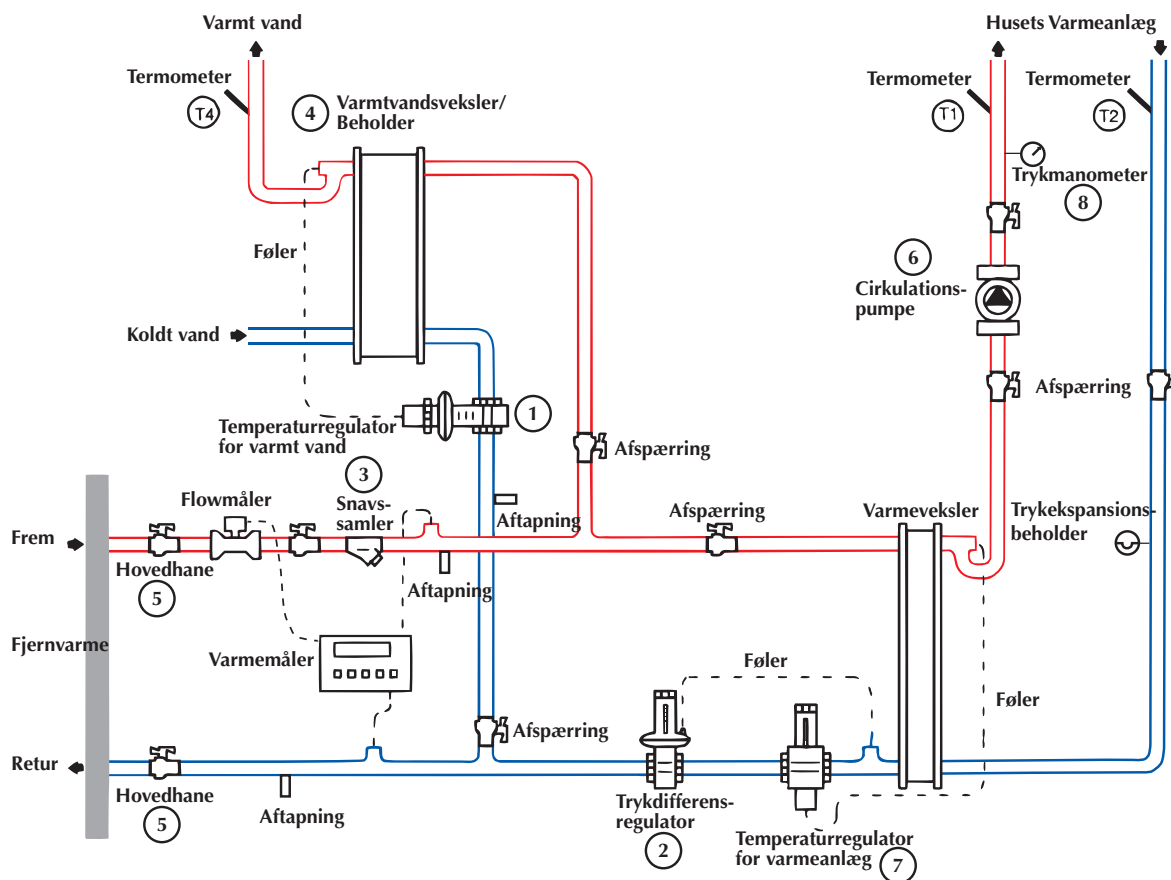 Varmt vand
Husets Varmeanlæg
Termometer
T4
4
Varmtvandsveksler/
Beholder
Termometer
T1
Termometer
T2
Trykmanometer
8
Føler
6
Cirkulations-
pumpe
Koldt vand
Afspærring
1
Temperaturregulator
for varmt vand
Afspærring
3
Snavs-
samler
Flowmåler
Aftapning
Afspærring
Varmeveksler
Trykekspansions-
beholder
Frem
Hovedhane
5
Aftapning
Fjernvarme
Varmemåler
Føler
Føler
Afspærring
Retur
Hovedhane
5
Aftapning
Trykdifferens-
regulator
2
Temperaturregulator
for varmeanlæg
7